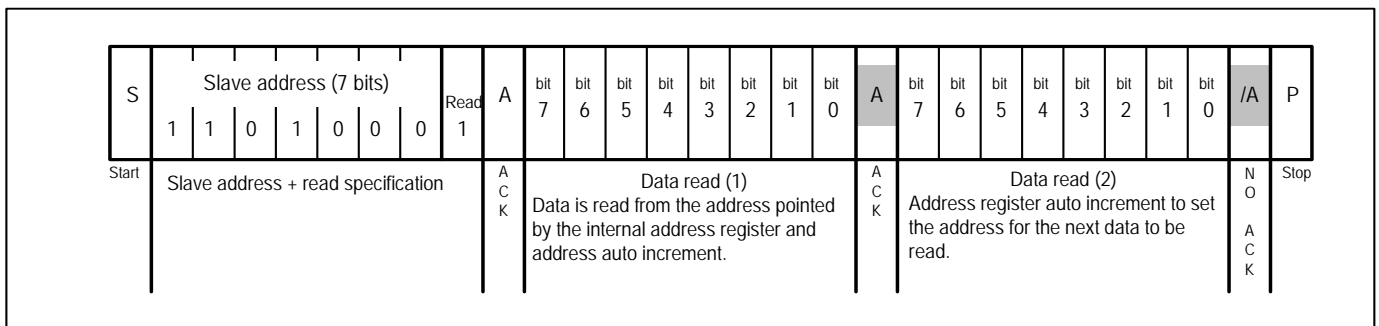 S Slave address (7 bits) Read A bit bit bit bit bit bit bit bit A bit bit bit bit bit bit bit bit /A P
1 1 0 1 0 0 0 1 7 6 5 4 3 2 1 0 7 6 5 4 3 2 1 0
Start
Slave address + read specification
ACK
Data read (1)
Data is read from the address pointed
by the internal address register and
address auto increment.
ACK
Data read (2)
Address register auto increment to set
the address for the next data to be
read.
NO ACK
Stop